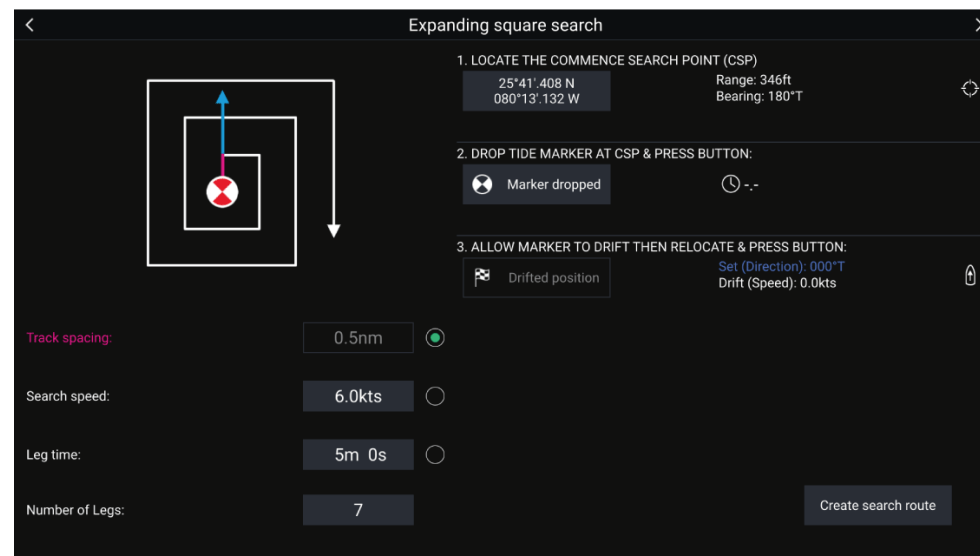 Expanding square search
1. LOCATE THE COMMENCE SEARCH POINT (CSP)
25°41'.408 N
080°13'.132 W
Range: 346ft
Bearing: 180°T
2. DROP TIDE MARKER AT CSP & PRESS BUTTON:
Marker dropped
-.-
3. ALLOW MARKER TO DRIFT THEN RELOCATE & PRESS BUTTON:
Drifted position
Set (Direction): 000°T
Drift (Speed): 0.0kts
Track spacing:
0.5nm
Search speed:
6.0kts
Leg time:
5m 0s
Number of Legs:
7
Create search route